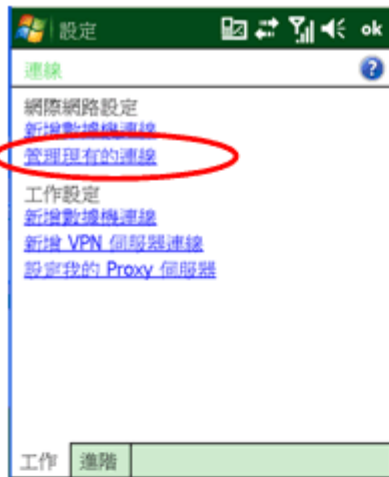 設定 ok
連線
網際網路設定
新增數據機連線
管理現有的連線
工作設定
新增數據機連線
新增 VPN 伺服器連線
設定我的 Proxy 伺服器
工作 進階